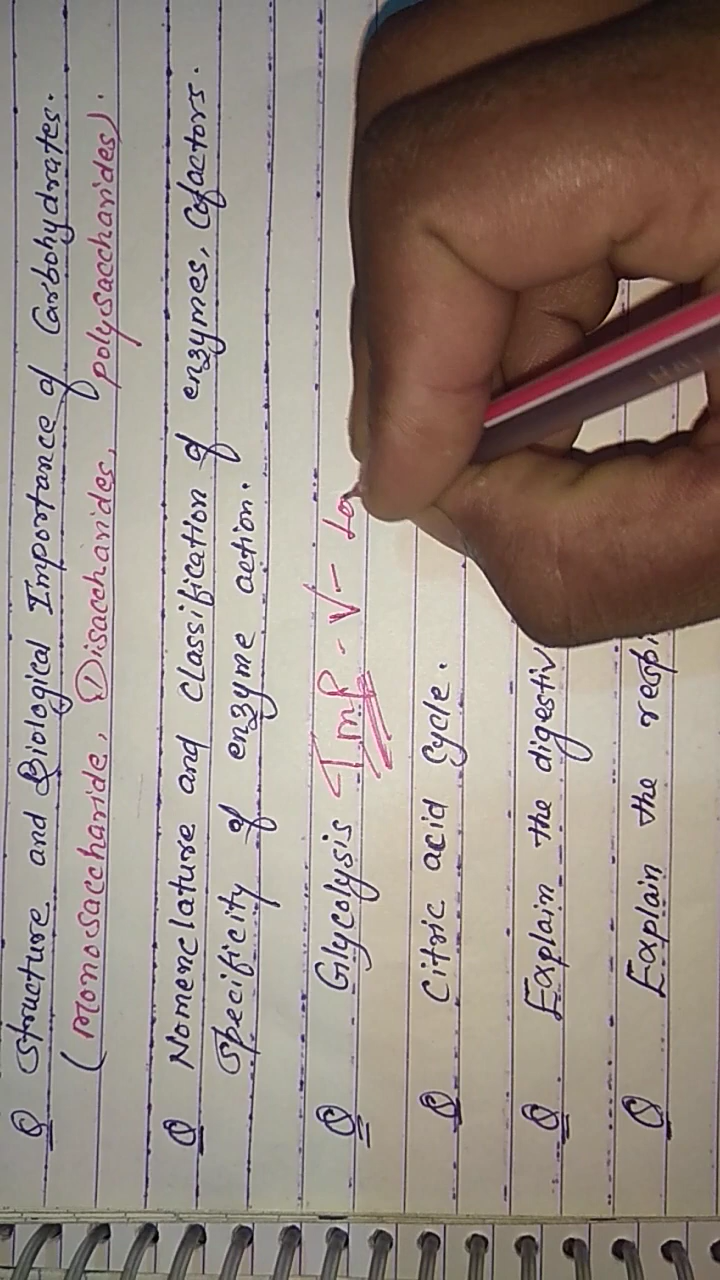 Q Structure and Biological Importance of Carbohydrates.
(Monosaccharide, Disaccharides, polysaccharides).
Q Nomenclature and Classification of enzymes, Cofactors.
Specificity of enzyme action.
Q Glycolysis Imp - V -
Q Citric acid Cycle.
Q. Explain the digestiv
Q Explain the resp